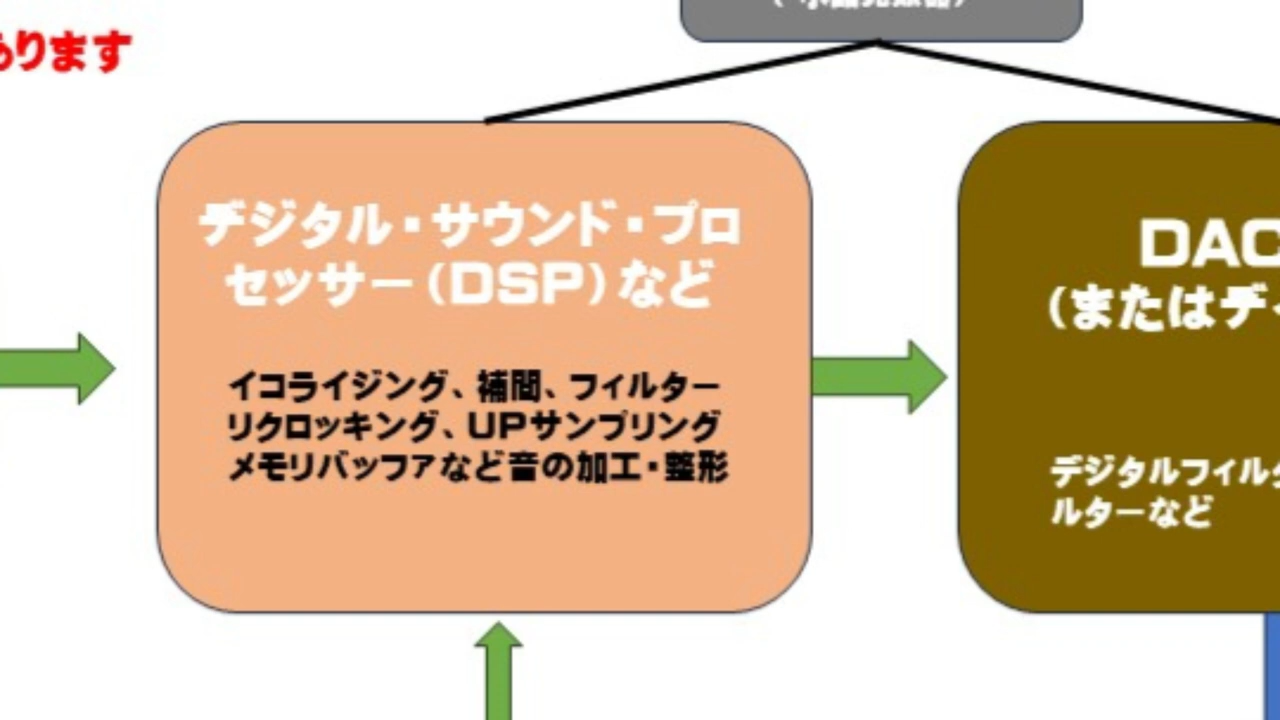 あります
デジタル・サウンド・プロ
セッサー(DSP)など
イコライジング、補間、フィルター
リクロッキング、UPサンプリング
メモリバッファなど音の加工・整形
DAC
(またはディ
デジタルフィルタ
ルターなど